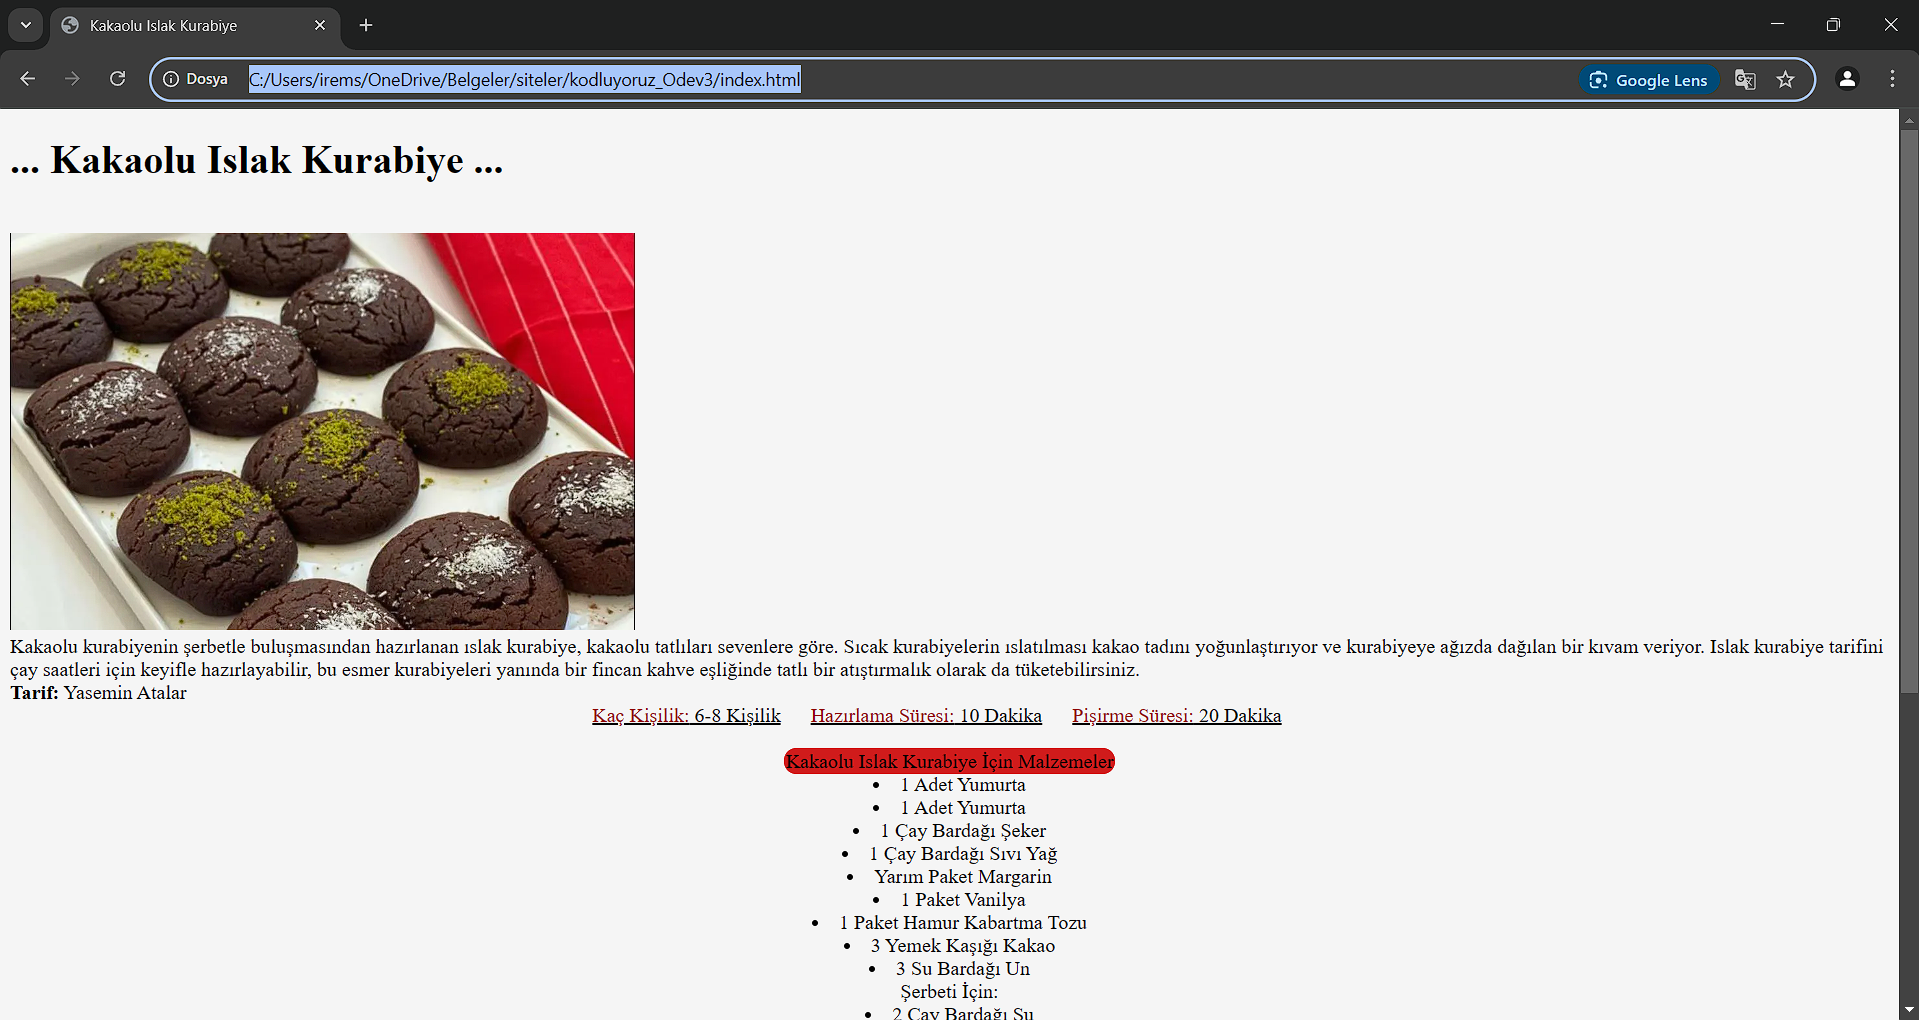 Kakaolu Islak Kurabiye
Dosya C:/Users/irems/OneDrive/Belgeler/siteler/kodluyoruz_Odev3/index.html Google Lens
... Kakaolu Islak Kurabiye ...
Kakaolu kurabiyenin şerbetle buluşmasından hazırlanan ıslak kurabiye, kakaolu tatlıları sevenlere göre. Sıcak kurabiyelerin ıslatılması kakao tadını yoğunlaştırıyor ve kurabiyeye ağızda dağılan bir kıvam veriyor. Islak kurabiye tarifini
çay saatleri için keyifle hazırlayabilir, bu esmer kurabiyeleri yanında bir fincan kahve eşliğinde tatlı bir atıştırmalık olarak da tüketebilirsiniz.
Tarif: Yasemin Atalar
Kaç Kişilik: 6-8 Kişilik Hazırlama Süresi: 10 Dakika Pişirme Süresi: 20 Dakika
Kakaolu Islak Kurabiye İçin Malzemeler
• 1 Adet Yumurta
• 1 Adet Yumurta
• 1 Çay Bardağı Şeker
• 1 Çay Bardağı Sıvı Yağ
• Yarım Paket Margarin
• 1 Paket Vanilya
• 1 Paket Hamur Kabartma Tozu
• 3 Yemek Kaşığı Kakao
• 3 Su Bardağı Un
Şerbeti İçin:
• 2 Çay Bardağı Su